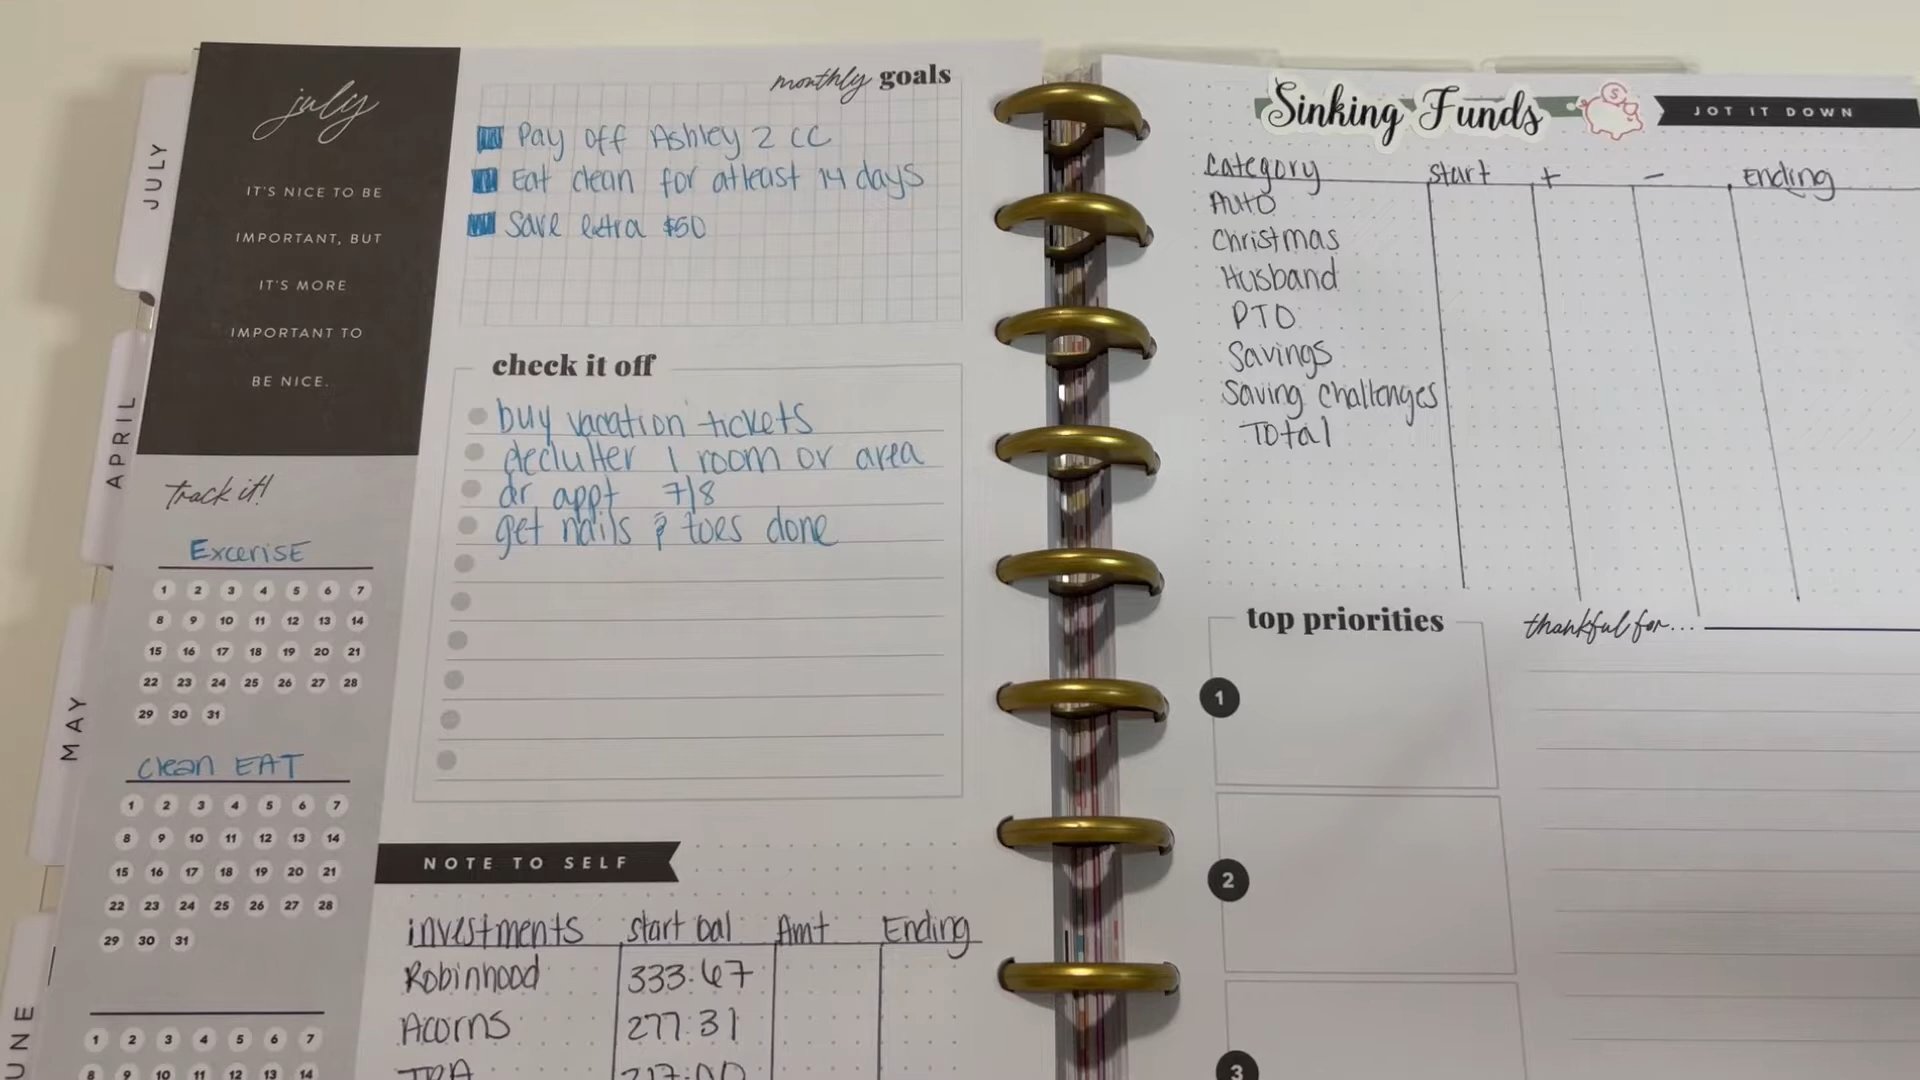 JULY
APRIL
MAY
UNE
july
IT'S NICE TO BE
IMPORTANT, BUT
IT'S MORE
IMPORTANT TO
BE NICE.
Track it!
ExcerisE
1 2 3 4 5 6 7
8 9 10 11 12 13 14
15 16 17 18 19 20 21
22 23 24 25 26 27 28
29 30 31
clean EAT
1 2 3 4 5 6 7
8 9 10 11 12 13 14
15 16 17 18 19 20 21
22 23 24 25 26 27 28
29 30 31
1 2 3 4 5 6 7
8 9 10 11 12 13 14
monthly goals
Pay off Ashley 2 CC
Eat clean for atleast 14 days
Save extra $50
check it off
buy vacation tickets
declutter 1 room or area
dr appt 7/8
get nails & toes done
NOTE TO SELF
investments start bal Amt Ending
Robinhood 333.67
Acorns 277.31
Sinking Funds
JOT IT DOWN
Category start + - Ending
Auto
Christmas
Husband
PTO
Savings
Saving Challenges
Total
top priorities
1
2
3
thankful for...